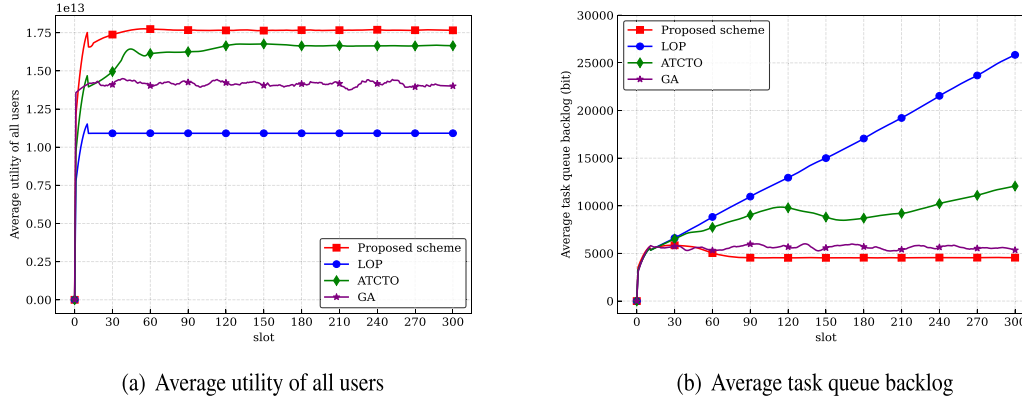 1e13
1.75
1.50
1.25
1.00
0.75
0.50
0.25
0.00
Average utility of all users
0 30 60 90 120 150 180 210 240 270 300
slot
Proposed scheme
LOP
ATCTO
GA
(a) Average utility of all users
30000
25000
20000
15000
10000
5000
0
Average task queue backlog (bit)
0 30 60 90 120 150 180 210 240 270 300
slot
Proposed scheme
LOP
ATCTO
GA
(b) Average task queue backlog